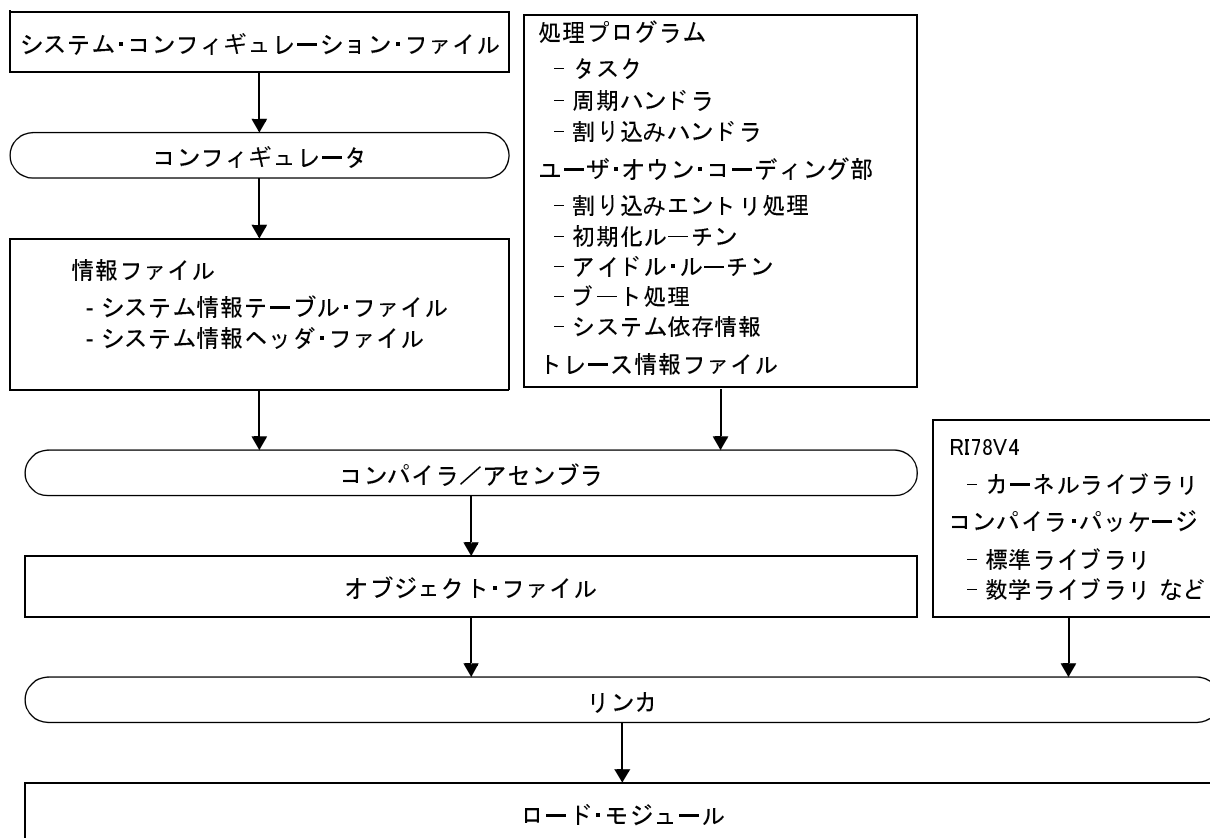 システム・コンフィギュレーション・ファイル
コンフィギュレータ
情報ファイル
- システム情報テーブル・ファイル
- システム情報ヘッダ・ファイル
処理プログラム
- タスク
- 周期ハンドラ
- 割り込みハンドラ
ユーザ・オウン・コーディング部
- 割り込みエントリ処理
- 初期化ルーチン
- アイドル・ルーチン
- ブート処理
- システム依存情報
トレース情報ファイル
コンパイラ／アセンブラ
オブジェクト・ファイル
RI78V4
- カーネルライブラリ
コンパイラ・パッケージ
- 標準ライブラリ
- 数学ライブラリ など
リンカ
ロード・モジュール